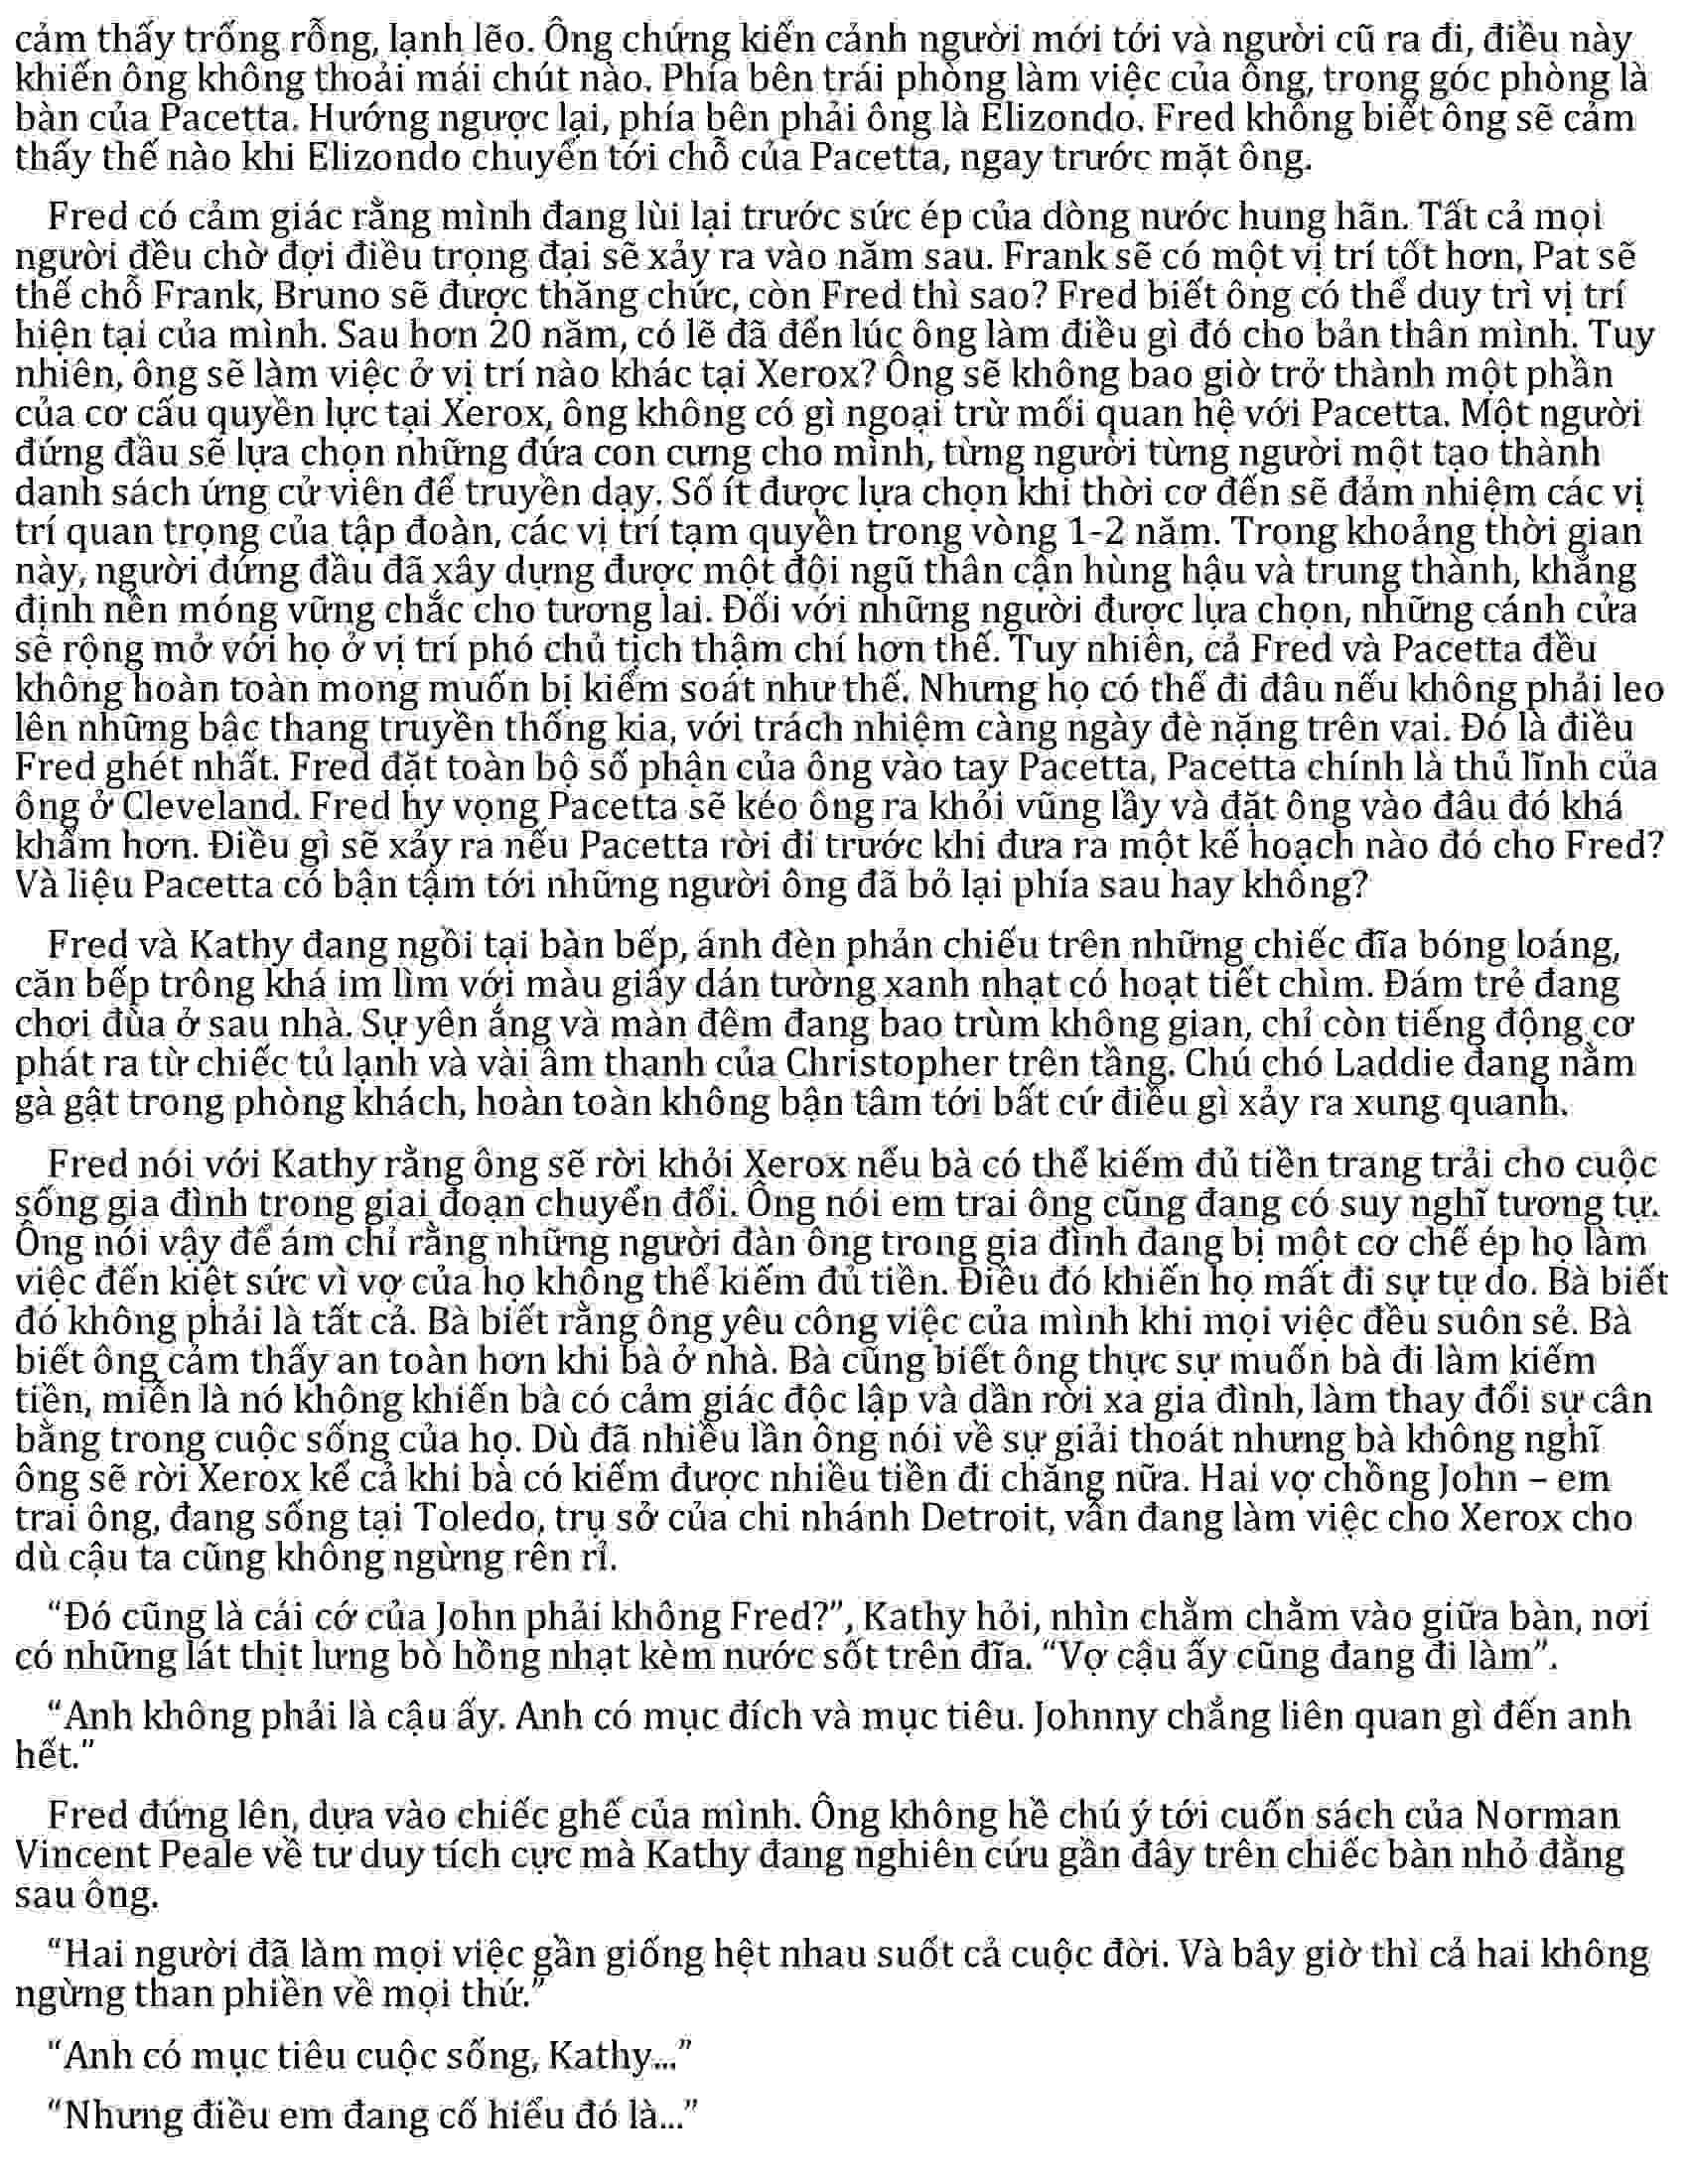 cảm thấy trống rỗng, lạnh lẽo. Ông chứng kiến cảnh người mới tới và người cũ ra đi, điều này
khiến ông không thoải mái chút nào. Phía bên trái phòng làm việc của ông, trong góc phòng là
bàn của Pacetta. Hướng ngược lại, phía bên phải ông là Elizondo. Fred không biết ông sẽ cảm
thấy thế nào khi Elizondo chuyển tới chỗ của Pacetta, ngay trước mặt ông.
Fred có cảm giác rằng mình đang lùi lại trước sức ép của dòng nước hung hãn. Tất cả mọi
người đều chờ đợi điều trọng đại sẽ xảy ra vào năm sau. Frank sẽ có một vị trí tốt hơn, Pat sẽ
thế chỗ Frank, Bruno sẽ được thăng chức, còn Fred thì sao? Fred biết ông có thể duy trì vị trí
hiện tại của mình. Sau hơn 20 năm, có lẽ đã đến lúc ông làm điều gì đó cho bản thân mình. Tuy
nhiên, ông sẽ làm việc ở vị trí nào khác tại Xerox? Ông sẽ không bao giờ trở thành một phần
của cơ cấu quyền lực tại Xerox, ông không có gì ngoại trừ mối quan hệ với Pacetta. Một người
đứng đầu sẽ lựa chọn những đứa con cưng cho mình, từng người từng người một tạo thành
danh sách ứng cử viên để truyền dạy. Số ít được lựa chọn khi thời cơ đến sẽ đảm nhiệm các vị
trí quan trọng của tập đoàn, các vị trí tạm quyền trong vòng 1-2 năm. Trong khoảng thời gian
này, người đứng đầu đã xây dựng được một đội ngũ thân cận hùng hậu và trung thành, khẳng
định nền móng vững chắc cho tương lai. Đối với những người được lựa chọn, những cánh cửa
sẽ rộng mở với họ ở vị trí phó chủ tịch thậm chí hơn thế. Tuy nhiên, cả Fred và Pacetta đều
không hoàn toàn mong muốn bị kiểm soát như thế. Nhưng họ có thể đi đâu nếu không phải leo
lên những bậc thang truyền thống kia, với trách nhiệm càng ngày đè nặng trên vai. Đó là điều
Fred ghét nhất. Fred đặt toàn bộ số phận của ông vào tay Pacetta, Pacetta chính là thủ lĩnh của
ông ở Cleveland. Fred hy vọng Pacetta sẽ kéo ông ra khỏi vũng lầy và đặt ông vào đâu đó khá
khẩm hơn. Điều gì sẽ xảy ra nếu Pacetta rời đi trước khi đưa ra một kế hoạch nào đó cho Fred?
Và liệu Pacetta có bận tậm tới những người ông đã bỏ lại phía sau hay không?
Fred và Kathy đang ngồi tại bàn bếp, ánh đèn phản chiếu trên những chiếc đĩa bóng loáng,
căn bếp trông khá im lìm với màu giấy dán tường xanh nhạt có hoạt tiết chìm. Đám trẻ đang
chơi đùa ở sau nhà. Sự yên ắng và màn đêm đang bao trùm không gian, chỉ còn tiếng động cơ
phát ra từ chiếc tủ lạnh và vài âm thanh của Christopher trên tầng. Chú chó Laddie đang nằm
gà gật trong phòng khách, hoàn toàn không bận tâm tới bất cứ điều gì xảy ra xung quanh.
Fred nói với Kathy rằng ông sẽ rời khỏi Xerox nếu bà có thể kiếm đủ tiền trang trải cho cuộc
sống gia đình trong giai đoạn chuyển đổi. Ông nói em trai ông cũng đang có suy nghĩ tương tự.
Ông nói vậy để ám chỉ rằng những người đàn ông trong gia đình đang bị một cơ chế ép họ làm
việc đến kiệt sức vì vợ của họ không thể kiếm đủ tiền. Điều đó khiến họ mất đi sự tự do. Bà biết
đó không phải là tất cả. Bà biết rằng ông yêu công việc của mình khi mọi việc đều suôn sẻ. Bà
biết ông cảm thấy an toàn hơn khi bà ở nhà. Bà cũng biết ông thực sự muốn bà đi làm kiếm
tiền, miễn là nó không khiến bà có cảm giác độc lập và dần rời xa gia đình, làm thay đổi sự cân
bằng trong cuộc sống của họ. Dù đã nhiều lần ông nói về sự giải thoát nhưng bà không nghĩ
ông sẽ rời Xerox kể cả khi bà có kiếm được nhiều tiền đi chăng nữa. Hai vợ chồng John – em
trai ông, đang sống tại Toledo, trụ sở của chi nhánh Detroit, vẫn đang làm việc cho Xerox cho
dù cậu ta cũng không ngừng rên rỉ.
“Đó cũng là cái cớ của John phải không Fred?”, Kathy hỏi, nhìn chằm chằm vào giữa bàn, nơi
có những lát thịt lưng bò hồng nhạt kèm nước sốt trên đĩa. “Vợ cậu ấy cũng đang đi làm”.
“Anh không phải là cậu ấy. Anh có mục đích và mục tiêu. Johnny chẳng liên quan gì đến anh
hết.”
Fred đứng lên, dựa vào chiếc ghế của mình. Ông không hề chú ý tới cuốn sách của Norman
Vincent Peale về tư duy tích cực mà Kathy đang nghiên cứu gần đây trên chiếc bàn nhỏ đằng
sau ông.
“Hai người đã làm mọi việc gần giống hệt nhau suốt cả cuộc đời. Và bây giờ thì cả hai không
ngừng than phiền về mọi thứ.”
“Anh có mục tiêu cuộc sống, Kathy...”
“Nhưng điều em đang cố hiểu đó là...”